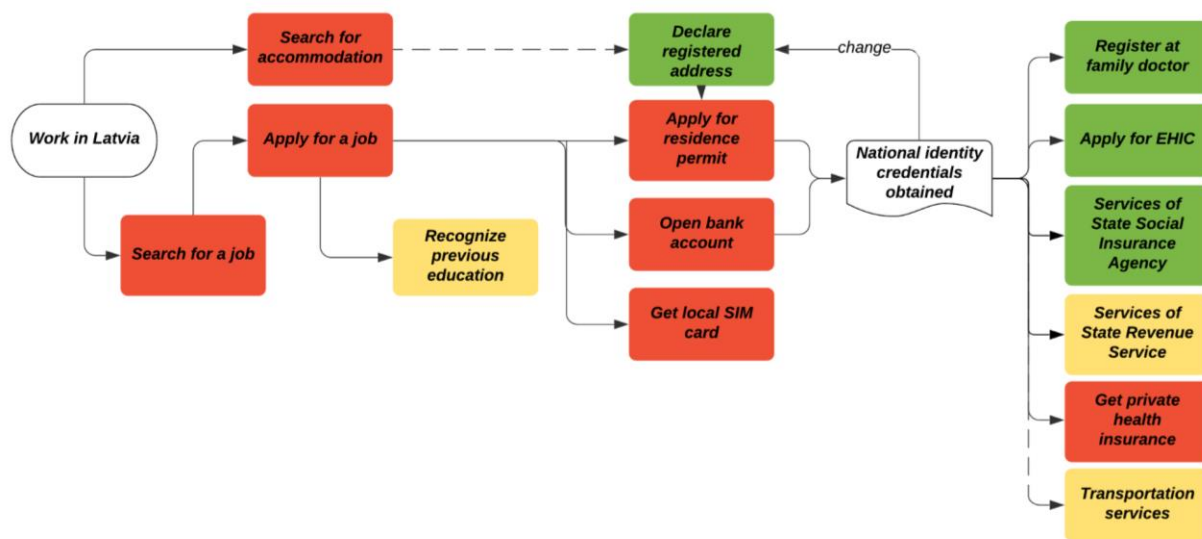 Work in Latvia
Search for
accommodation
Search for a job
Apply for a job
Recognize
previous
education
Declare
registered
address
Apply for
residence
permit
Open bank
account
Get local SIM
card
change
National identity
credentials
obtained
Register at
family doctor
Apply for EHIC
Services of
State Social
Insurance
Agency
Services of
State Revenue
Service
Get private
health
insurance
Transportation
services